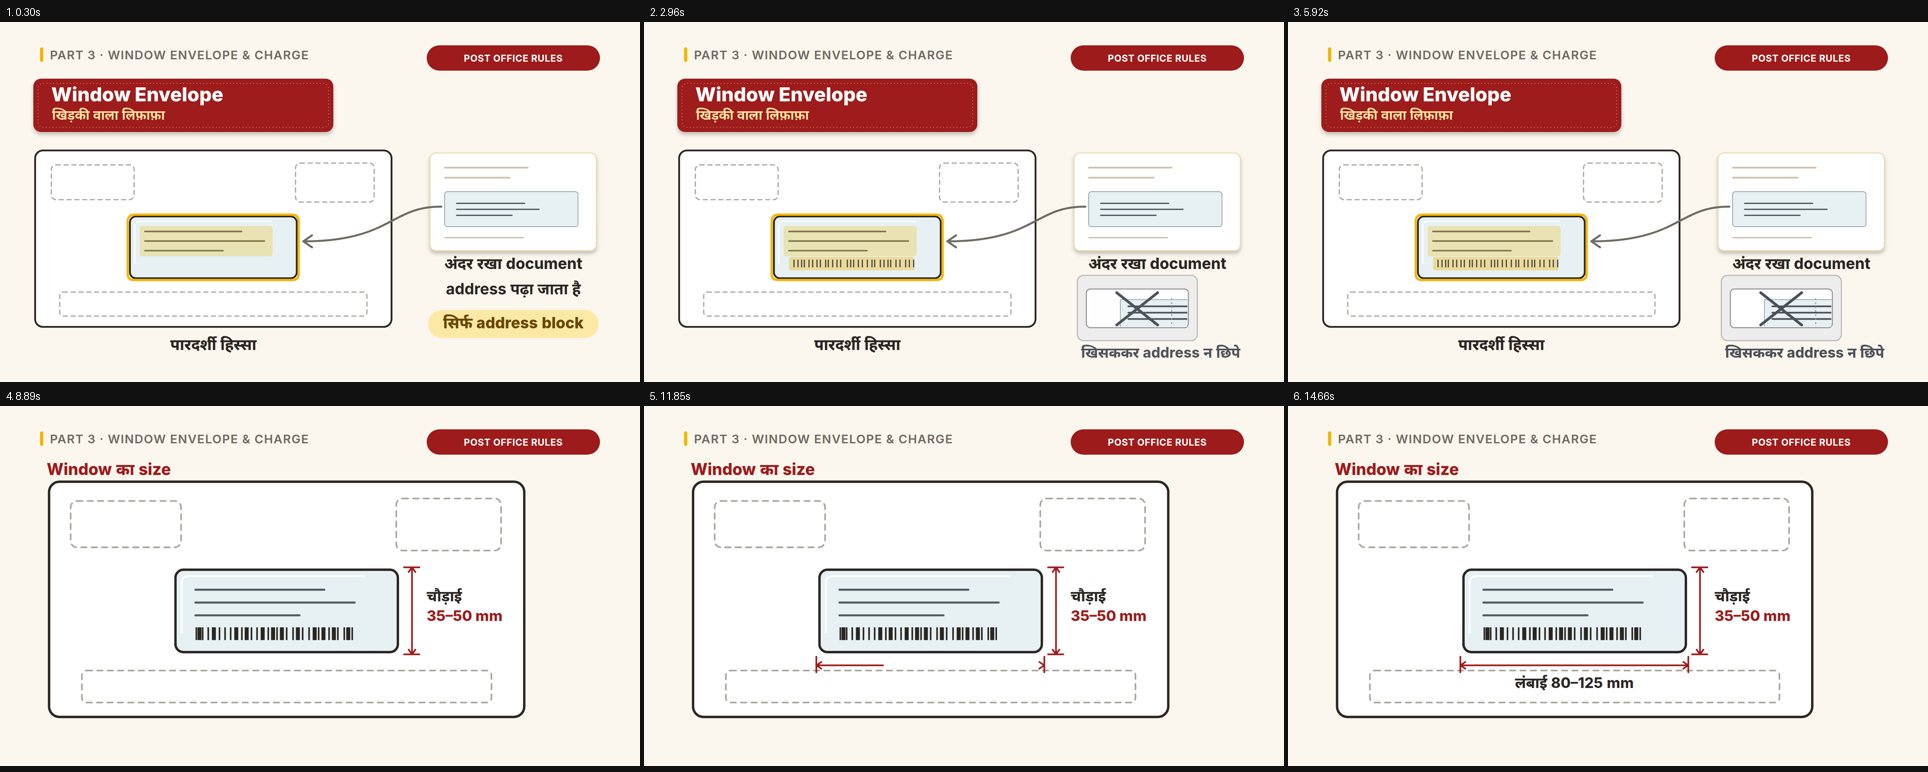 1. 0.30s
PART 3 · WINDOW ENVELOPE & CHARGE
POST OFFICE RULES
Window Envelope
खिड़की वाला लिफ़ाफ़ा
अंदर रखा document
address पढ़ा जाता है
सिर्फ address block
पारदर्शी हिस्सा
2. 2.96s
PART 3 · WINDOW ENVELOPE & CHARGE
POST OFFICE RULES
Window Envelope
खिड़की वाला लिफ़ाफ़ा
अंदर रखा document
पारदर्शी हिस्सा
खिसककर address न छिपे
3. 5.92s
PART 3 · WINDOW ENVELOPE & CHARGE
POST OFFICE RULES
Window Envelope
खिड़की वाला लिफ़ाफ़ा
अंदर रखा document
पारदर्शी हिस्सा
खिसककर address न छिपे
4. 8.89s
PART 3 · WINDOW ENVELOPE & CHARGE
POST OFFICE RULES
Window का size
चौड़ाई
35–50 mm
5. 11.85s
PART 3 · WINDOW ENVELOPE & CHARGE
POST OFFICE RULES
Window का size
चौड़ाई
35–50 mm
6. 14.66s
PART 3 · WINDOW ENVELOPE & CHARGE
POST OFFICE RULES
Window का size
चौड़ाई
35–50 mm
लंबाई 80–125 mm